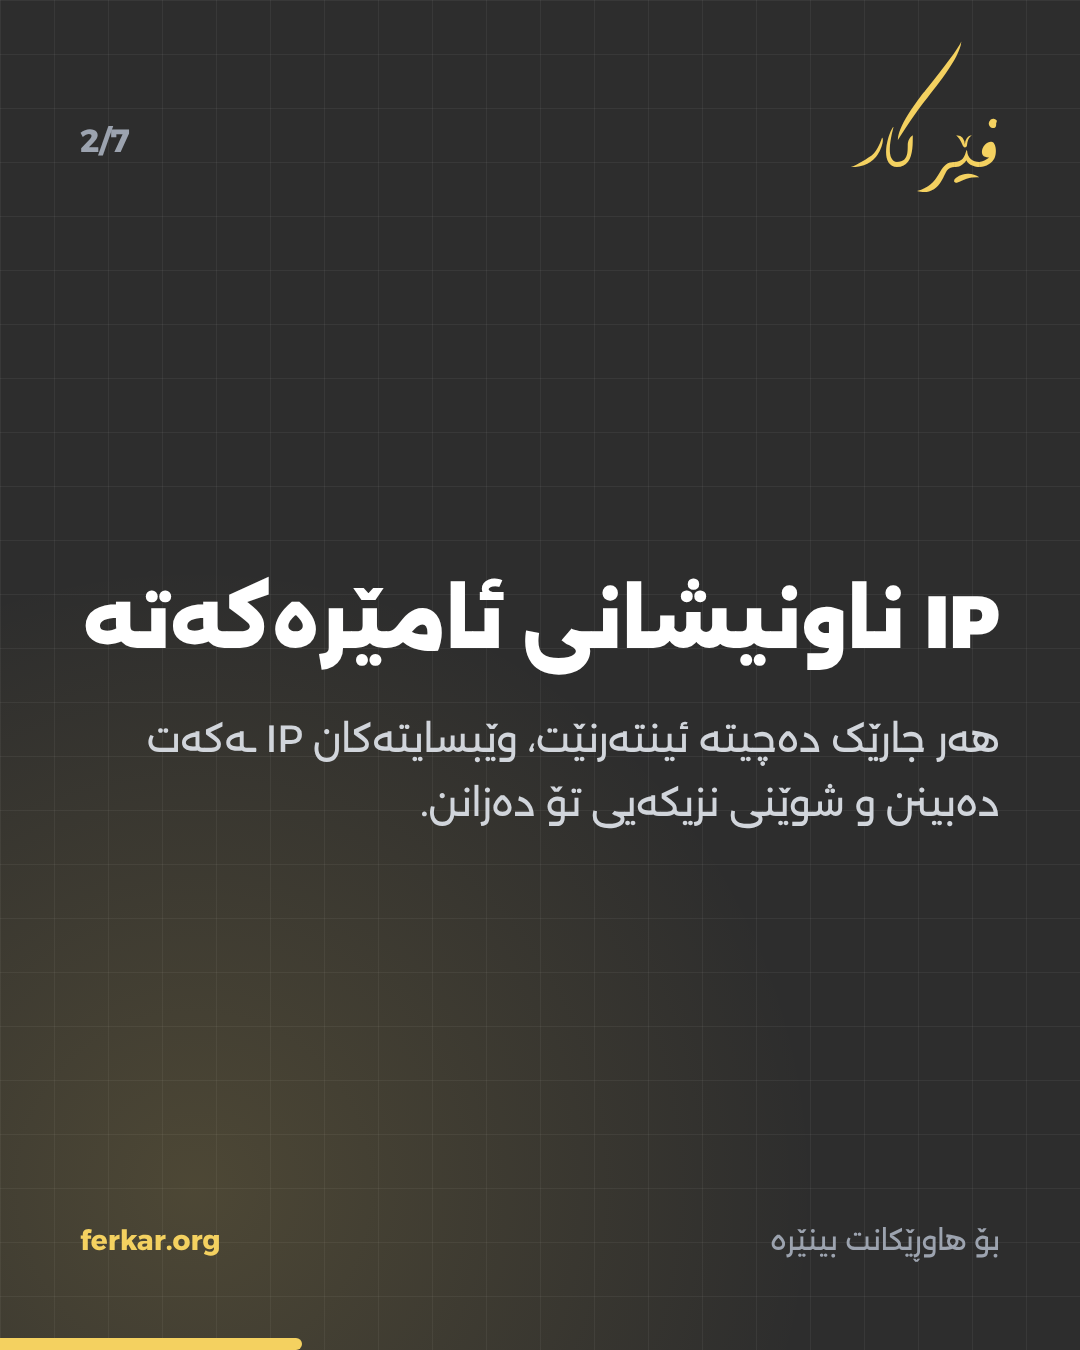 فێرکار
2/7
IP ناونیشانی ئامێرەکەتە
هەر جارێک دەچیتە ئینتەرنێت، وێبسایتەکان IP ـەکەت
دەبینن و شوێنی نزیکەیی تۆ دەزانن.
بۆ هاوڕێکانت بینێرە
ferkar.org